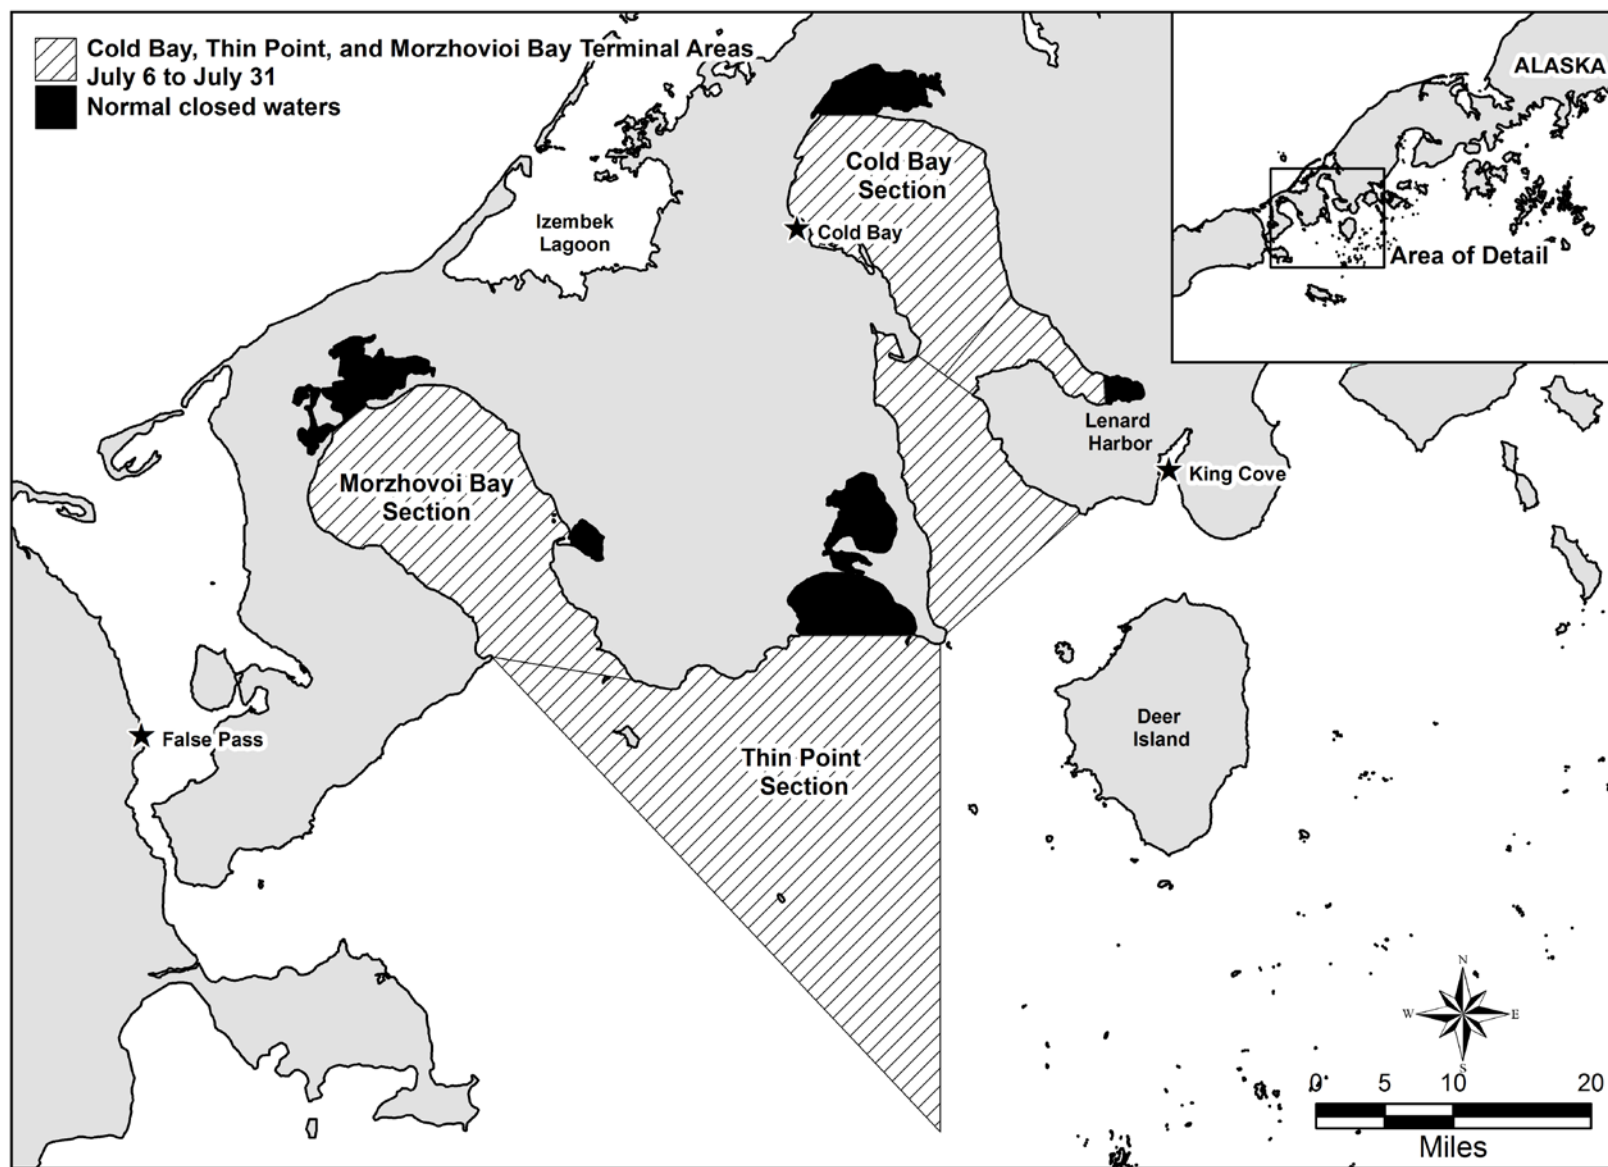 Cold Bay, Thin Point, and Morzhovioi Bay Terminal Areas
July 6 to July 31
Normal closed waters
ALASKA
Area of Detail
Cold Bay
Section
Izembek
Lagoon
Cold Bay
Lenard
Harbor
King Cove
Morzhovoi Bay
Section
False Pass
Thin Point
Section
Deer
Island
N
W
E
S
0 5 10 20
Miles